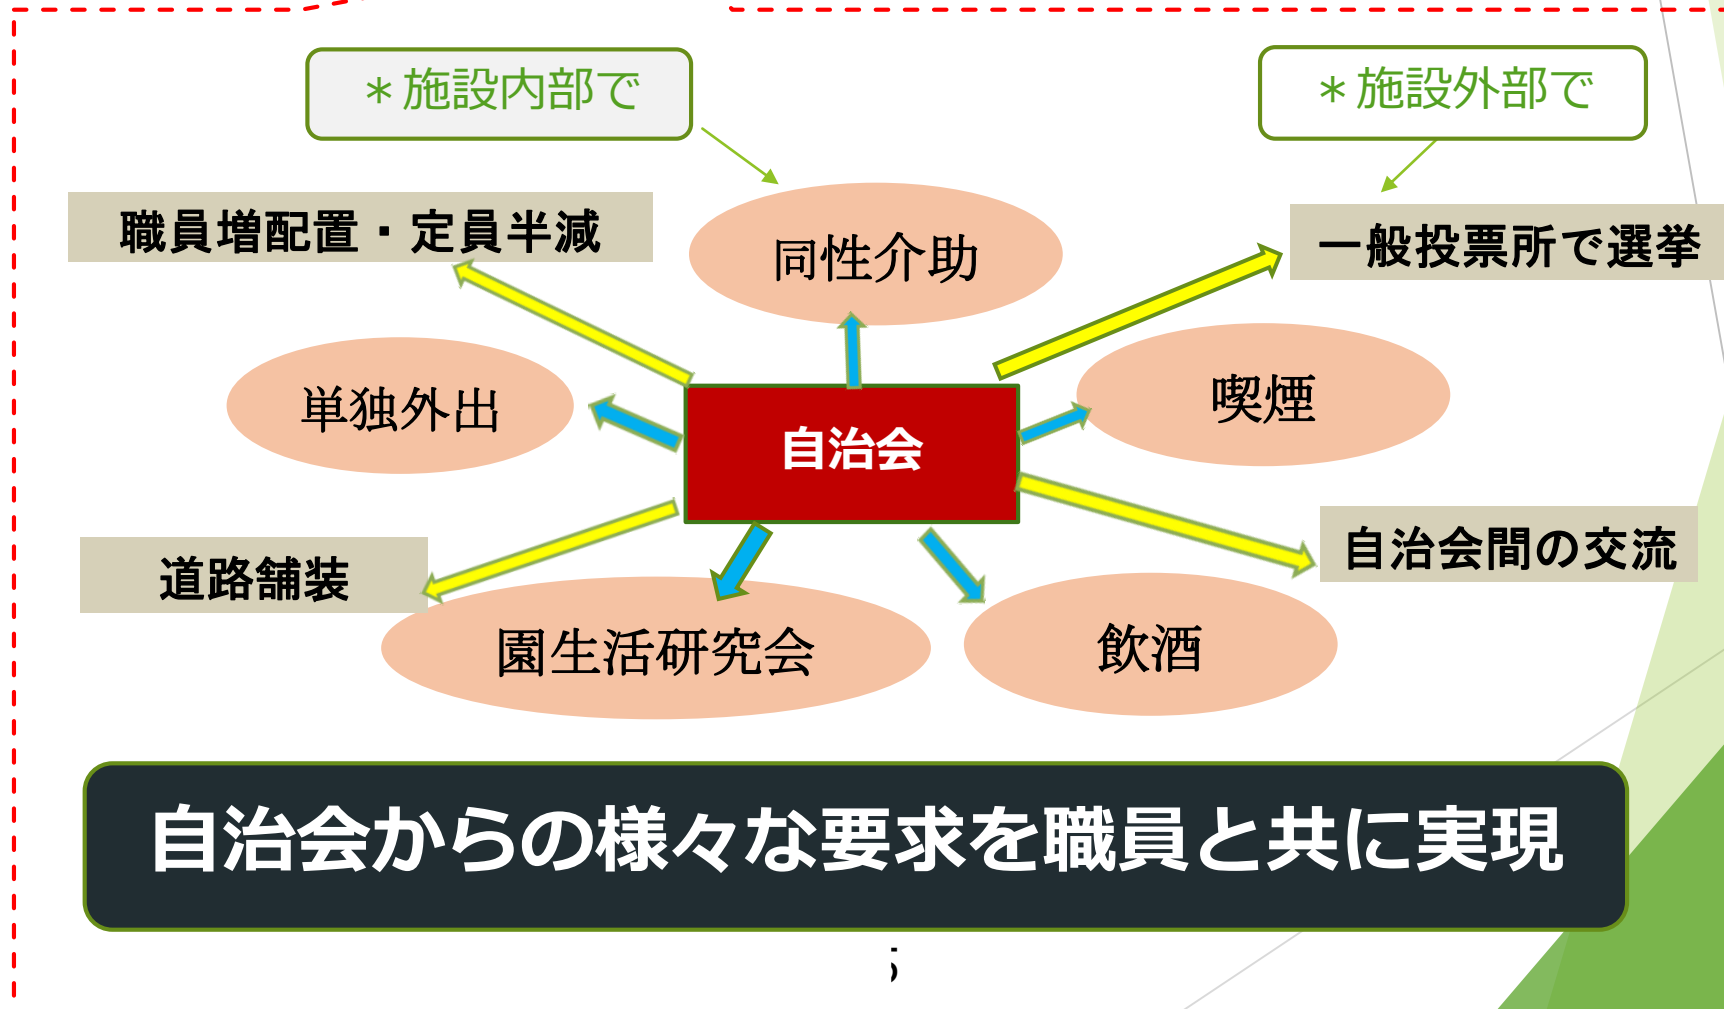 ＊施設内部で
＊施設外部で
職員増配置・定員半減
同性介助
一般投票所で選挙
単独外出
喫煙
自治会
道路舗装
自治会間の交流
園生活研究会
飲酒
自治会からの様々な要求を職員と共に実現